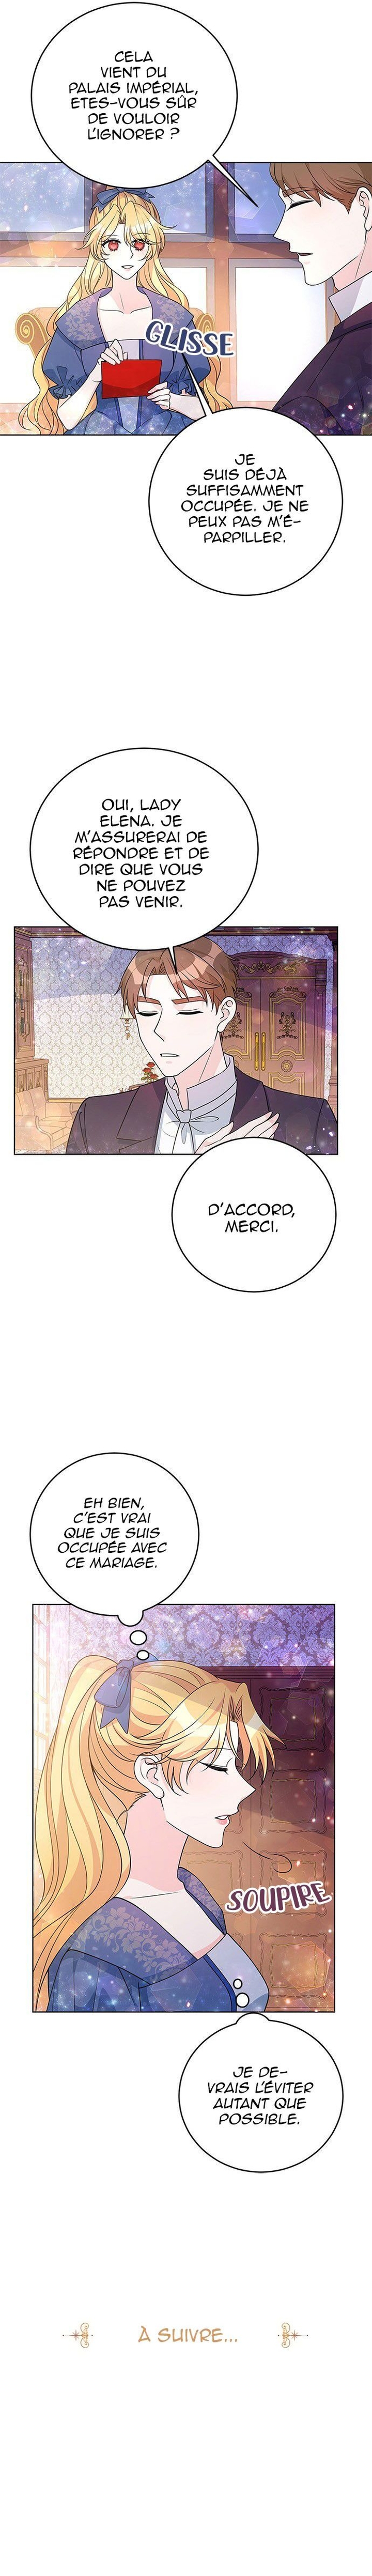 CELA
VIENT DU
PALAIS IMPÉRIAL,
ETES-VOUS SÛR
DE VOULOIR
L'IGNORER ?
GLISSE
JE
SUIS DÉJÀ
SUFFISAMMENT
OCCUPÉE. JE NE
PEUX PAS M'É-
PARPILLER.
OUI, LADY
ELENA. JE
M'ASSURERAI DE
RÉPONDRE ET DE
DIRE QUE VOUS
NE POUVEZ
PAS VENIR.
D'ACCORD,
MERCI.
EH BIEN,
C'EST VRAI
QUE JE SUIS
OCCUPÉE AVEC
CE MARIAGE.
SOUPIRE
JE DE-
VRAIS L'ÉVITER
AUTANT QUE
POSSIBLE.
À SUIVRE...